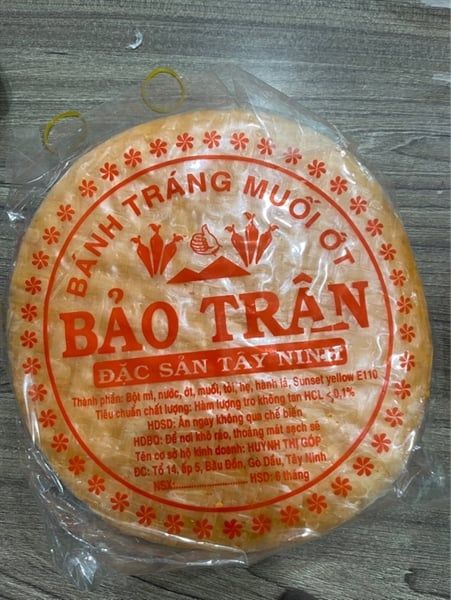 BÁNH TRÁNG MUỐI ỚT
BẢO TRÂN
ĐẶC SẢN TÂY NINH
Thành phần: Bột mì, nước, ớt, muối, tỏi, hẹ, hành lá, Sunset yellow E110
Tiêu chuẩn chất lượng: Hàm lượng tro không tan HCL <0,1%
HDSD: Ăn ngay không qua chế biến
HDBQ: Để nơi khô ráo, thoáng mát sạch sẽ
Tên cơ sở hộ kinh doanh: HUỲNH THỊ GỐP
ĐC: Tổ 14, ấp 5, Bàu Đồn, Gò Dầu, Tây Ninh
NSX:........................ HSD: 6 tháng